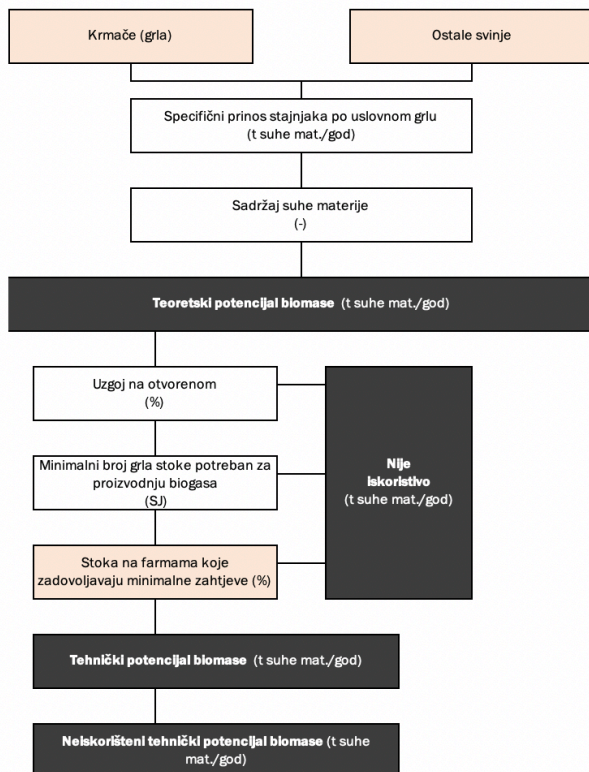 Krmače (grla)
Ostale svinje
Specifični prinos stajnjaka po uslovnom grlu
(t suhe mat./god)
Sadržaj suhe materije
(-)
Teoretski potencijal biomase (t suhe mat./god)
Uzgoj na otvorenom
(%)
Minimalni broj grla stoke potreban za
proizvodnju biogasa
(SJ)
Nije
iskoristivo
(t suhe mat./god)
Stoka na farmama koje
zadovoljavaju minimalne zahtjeve (%)
Tehnički potencijal biomase (t suhe mat./god)
Neiskorišteni tehnički potencijal biomase (t suhe
mat./god)